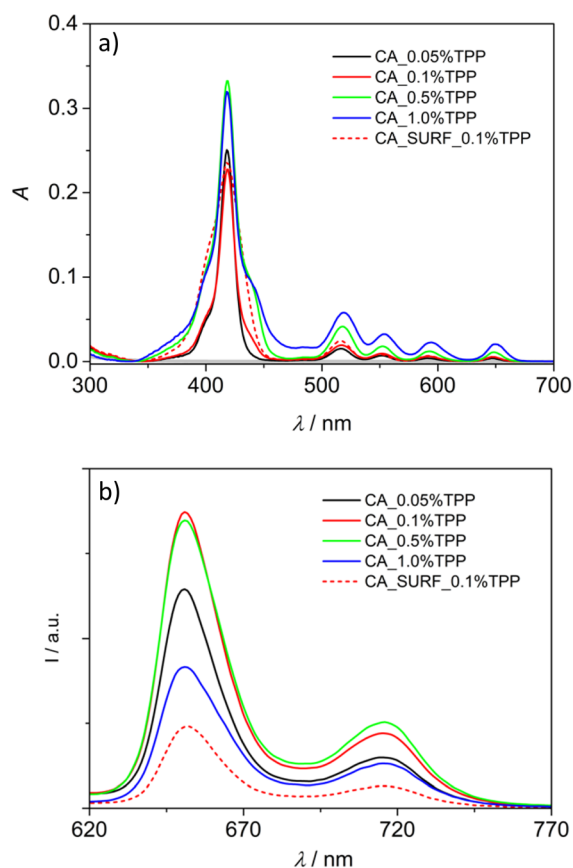 a)
0.4
0.3
0.2
0.1
0.0
A
CA_0.05%TPP
CA_0.1%TPP
CA_0.5%TPP
CA_1.0%TPP
CA_SURF_0.1%TPP
300 400 500 600 700
λ / nm
b)
I / a.u.
CA_0.05%TPP
CA_0.1%TPP
CA_0.5%TPP
CA_1.0%TPP
CA_SURF_0.1%TPP
620 670 720 770
λ / nm